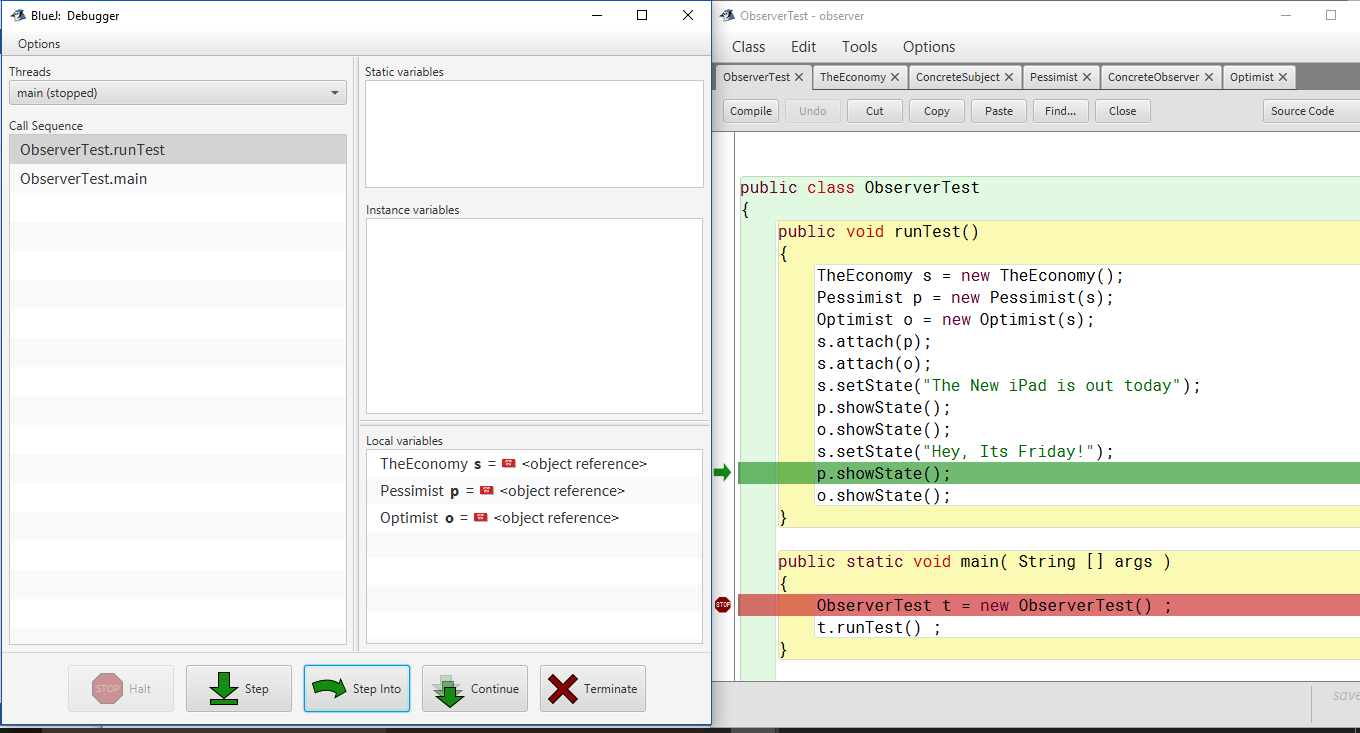 BlueJ: Debugger
Options
Threads
main (stopped)
Call Sequence
ObserverTest.runTest
ObserverTest.main
Static variables
Instance variables
Local variables
TheEconomy s = <object reference>
Pessimist p = <object reference>
Optimist o = <object reference>
STOP Halt
Step
Step Into
Continue
Terminate
ObserverTest - observer
Class Edit Tools Options
ObserverTest TheEconomy ConcreteSubject Pessimist ConcreteObserver Optimist
Compile Undo Cut Copy Paste Find... Close Source Code
public class ObserverTest
{
public void runTest()
{
TheEconomy s = new TheEconomy();
Pessimist p = new Pessimist(s);
Optimist o = new Optimist(s);
s.attach(p);
s.attach(o);
s.setState("The New iPad is out today");
p.showState();
o.showState();
s.setState("Hey, Its Friday!");
p.showState();
o.showState();
}
public static void main( String [] args )
{
STOP ObserverTest t = new ObserverTest() ;
t.runTest() ;
}
save